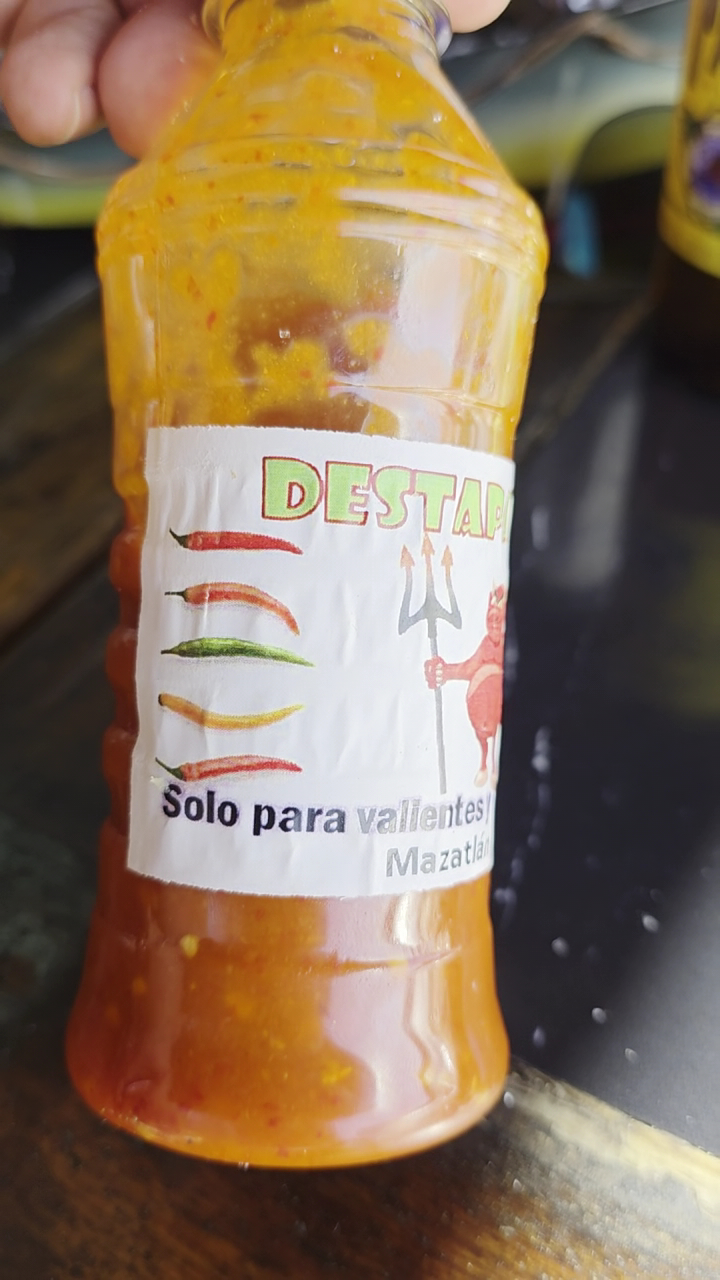 DESTAP
Solo para valientes y
Mazatlán